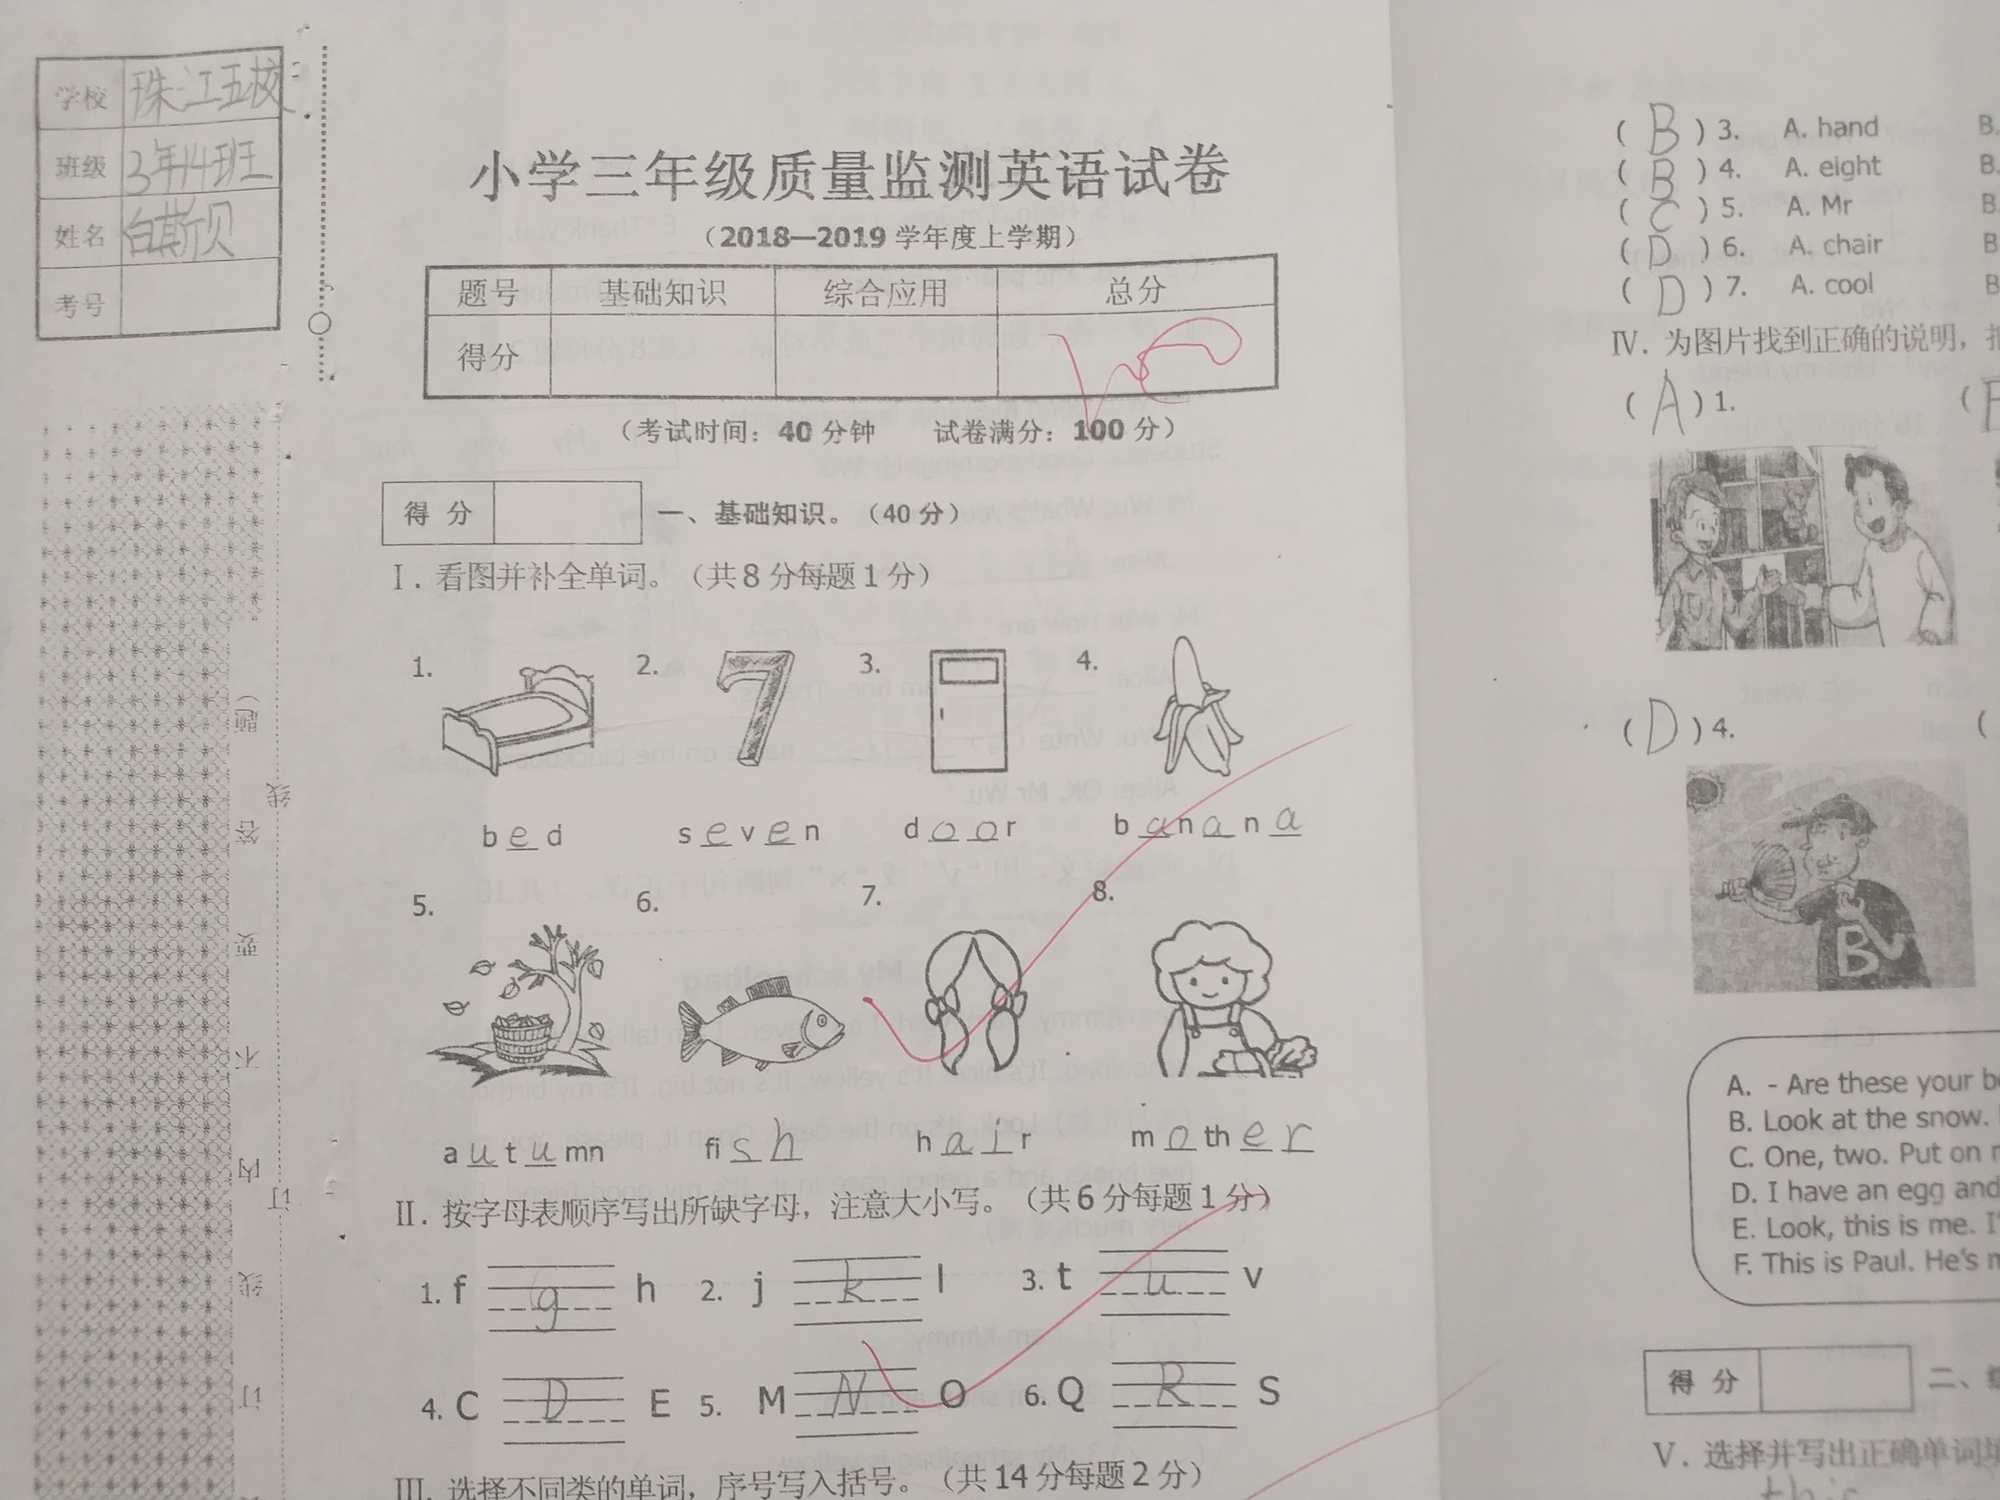 学校 珠江五校
班级 3年14班
姓名 白斯贝
考号
小学三年级质量监测英语试卷
（2018—2019 学年度上学期）
题号 基础知识 综合应用 总分
得分
（考试时间：40 分钟 试卷满分：100 分）
得 分 一、基础知识。（40 分）
I. 看图并补全单词。（共 8 分每题 1 分）
1. 2. 3. 4.
b e d s e v e n d o o r b a n a n a
5. 6. 7. 8.
a u t u mn fi s h h a i r m o th e r
II. 按字母表顺序写出所缺字母，注意大小写。（共 6 分每题 1 分）
1. f g h 2. j k l 3. t u v
4. C D E 5. M N O 6. Q R S
III. 选择不同类的单词，序号写入括号。（共 14 分每题 2 分）
( B ) 3. A. hand B.
( B ) 4. A. eight B.
( C ) 5. A. Mr B.
( D ) 6. A. chair B
( D ) 7. A. cool B
IV. 为图片找到正确的说明，
( A ) 1. (
( D ) 4. (
B
A. - Are these your
B. Look at the snow.
C. One, two. Put on
D. I have an egg and
E. Look, this is me.
F. This is Paul. He's
得 分 二、
V. 选择并写出正确单词
this
题）
答
要
不
内
线
订
线
订